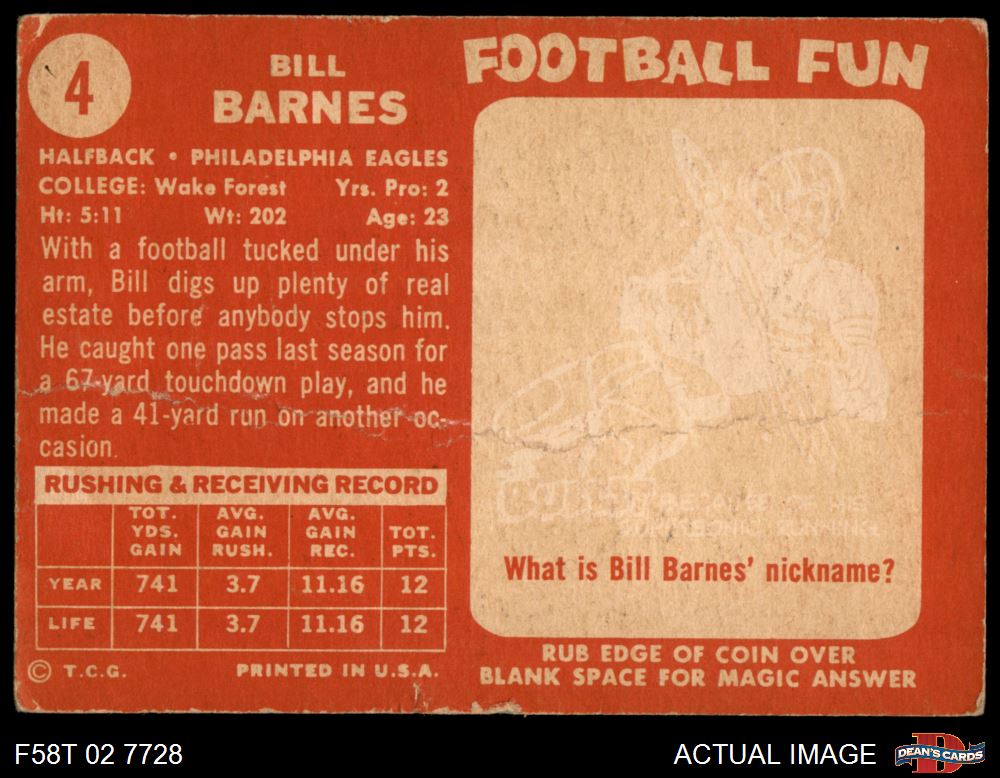 4
BILL
BARNES
HALFBACK • PHILADELPHIA EAGLES
COLLEGE: Wake Forest Yrs. Pro: 2
Ht: 5:11 Wt: 202 Age: 23
With a football tucked under his
arm, Bill digs up plenty of real
estate before anybody stops him.
He caught one pass last season for
a 67-yard touchdown play, and he
made a 41-yard run on another oc-
casion.
RUSHING & RECEIVING RECORD
TOT. YDS. GAIN AVG. GAIN RUSH. AVG. GAIN REC. TOT. PTS.
YEAR 741 3.7 11.16 12
LIFE 741 3.7 11.16 12
© T.C.G. PRINTED IN U.S.A.
FOOTBALL FUN
BECAUSE OF HIS
What is Bill Barnes' nickname?
RUB EDGE OF COIN OVER
BLANK SPACE FOR MAGIC ANSWER
F58T 02 7728 ACTUAL IMAGE DEAN'S CARDS